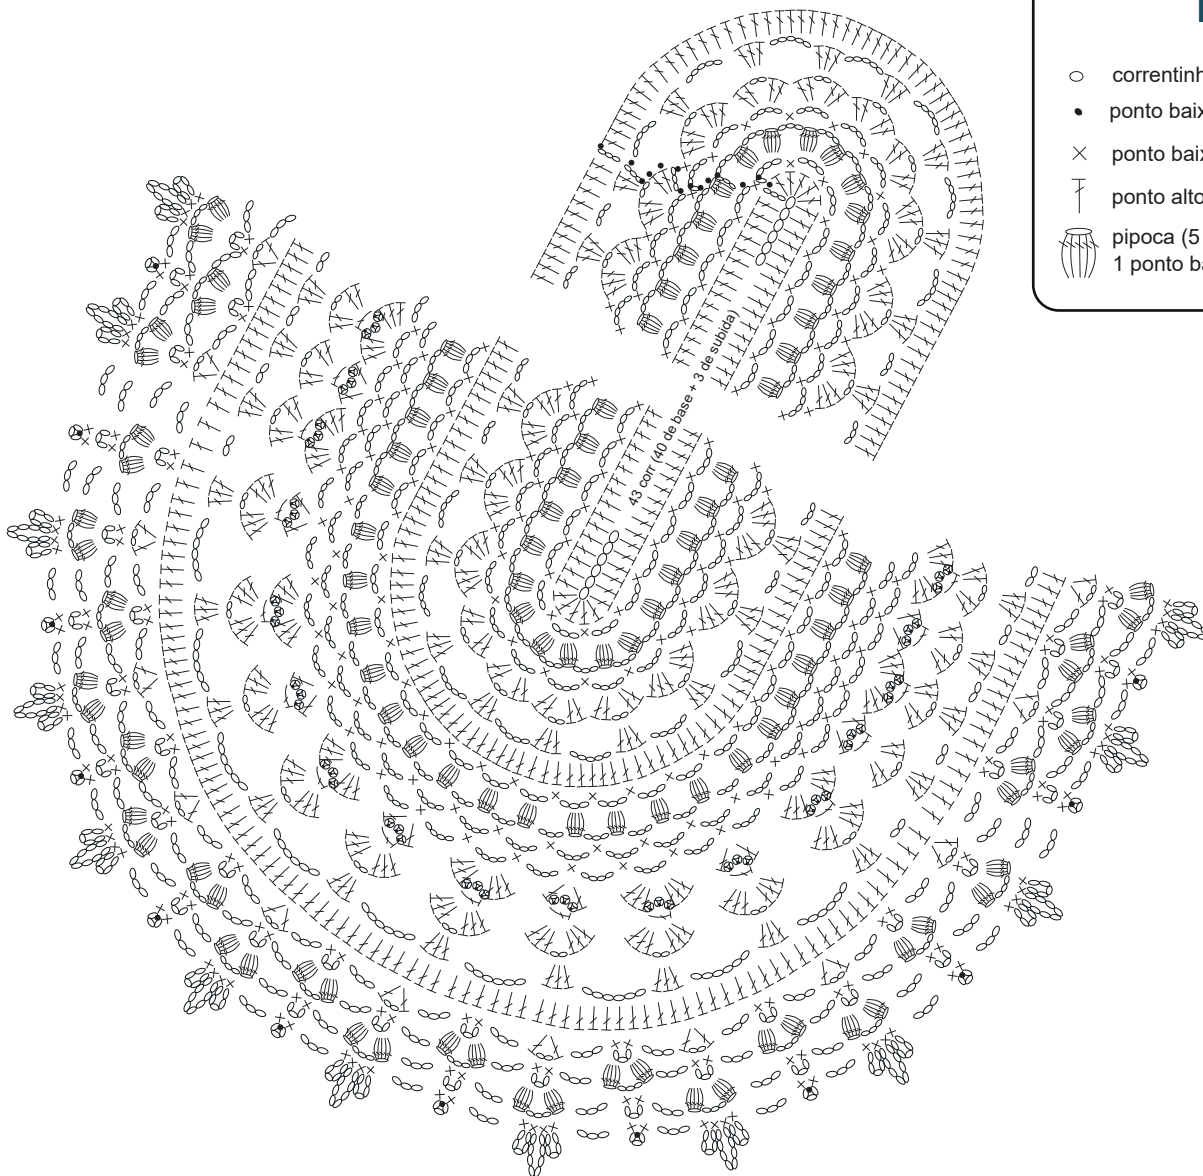 correntinh
ponto baix
ponto baix
ponto alto
pipoca (5
1 ponto ba
43 corr (40 de base + 3 de subida)